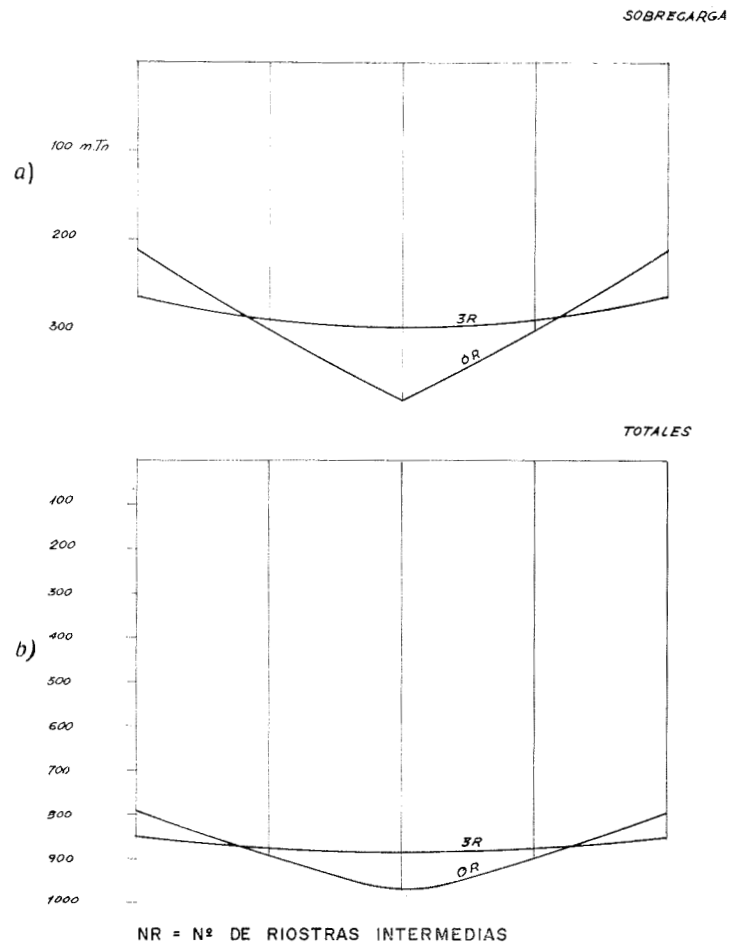 SOBRECARGA
100 m.Tn
a)
200
300
3R
0R
TOTALES
100
200
300
400
b)
500
600
700
800
900
1000
3R
0R
NR = Nº DE RIOSTRAS INTERMEDIAS